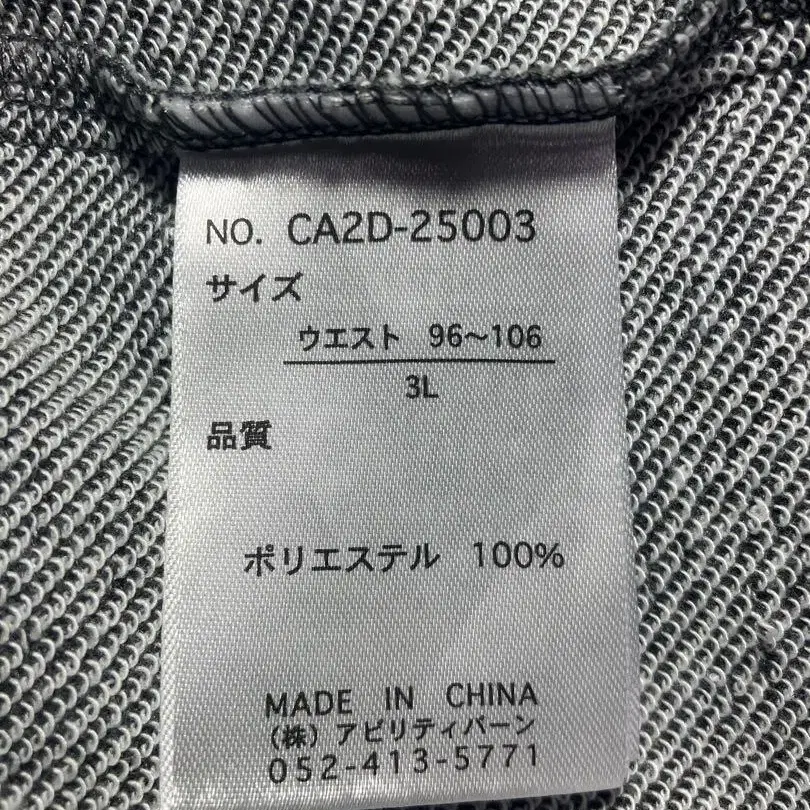 NO. CA2D-25003
サイズ
ウエスト 96～106
3L
品質
ポリエステル 100%
MADE IN CHINA
(株) アビリティバーン
052-413-5771